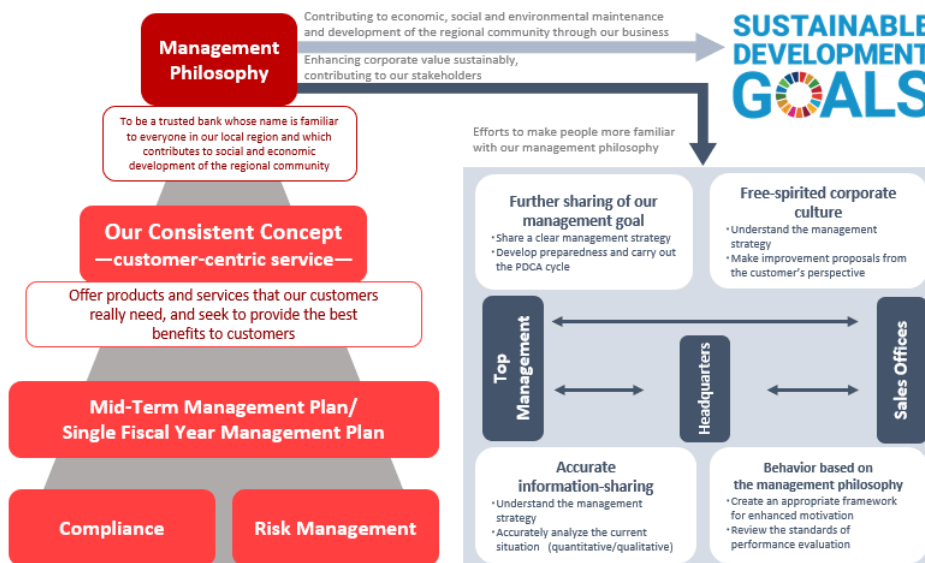 Management
Philosophy
Contributing to economic, social and environmental maintenance
and development of the regional community through our business
Enhancing corporate value sustainably,
contributing to our stakeholders
SUSTAINABLE
DEVELOPMENT
GOALS
To be a trusted bank whose name is familiar
to everyone in our local region and which
contributes to social and economic
development of the regional community
Efforts to make people more familiar
with our management philosophy
Our Consistent Concept
—customer-centric service—
Offer products and services that our customers
really need, and seek to provide the best
benefits to customers
Mid-Term Management Plan/
Single Fiscal Year Management Plan
Compliance
Risk Management
Further sharing of our
management goal
・Share a clear management strategy
・Develop preparedness and carry out
the PDCA cycle
Free-spirited corporate
culture
・Understand the management
strategy
・Make improvement proposals from
the customer's perspective
Top
Management
Headquarters
Sales Offices
Accurate
information-sharing
・Understand the management
strategy
・Accurately analyze the current
situation (quantitative/qualitative)
Behavior based on
the management philosophy
・Create an appropriate framework
for enhanced motivation
・Review the standards of
performance evaluation